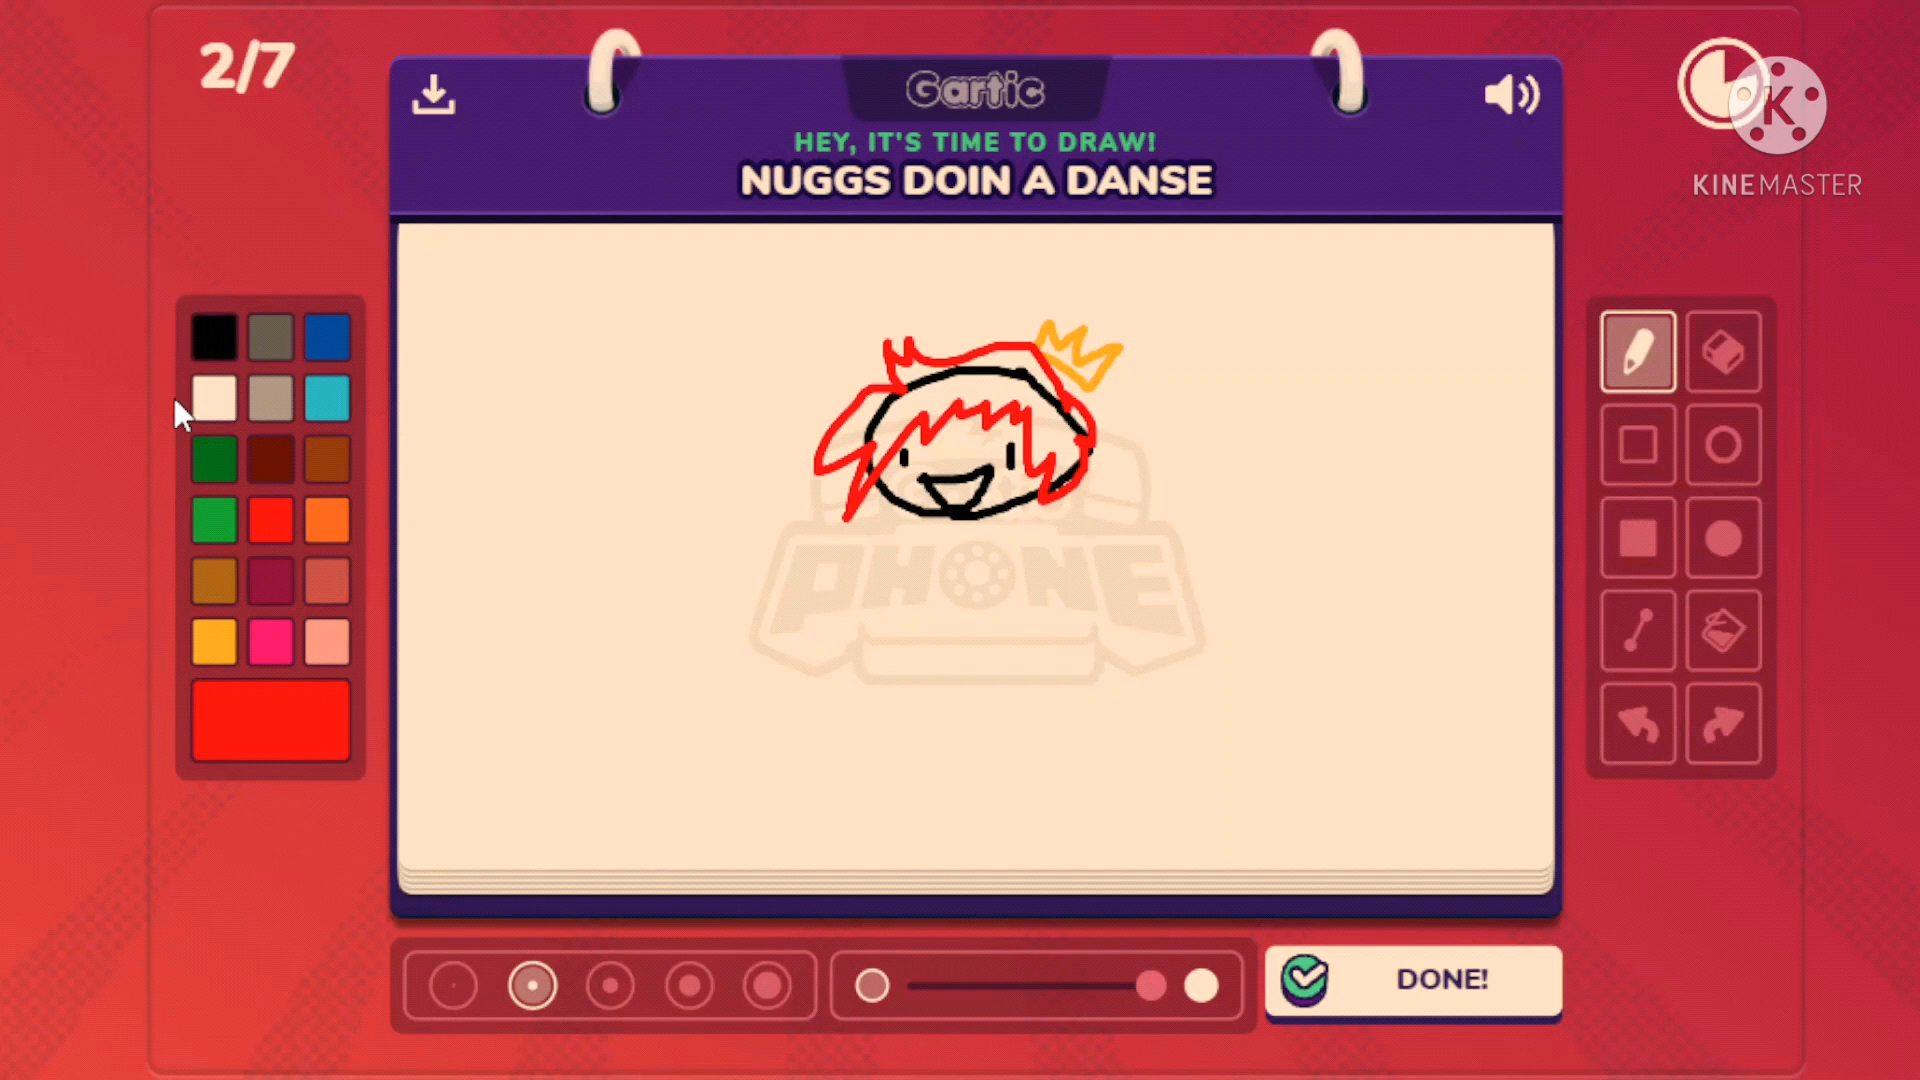 2/7
Gartic
HEY, IT'S TIME TO DRAW!
NUGGS DOIN A DANSE
K
KINEMASTER
PHONE
DONE!